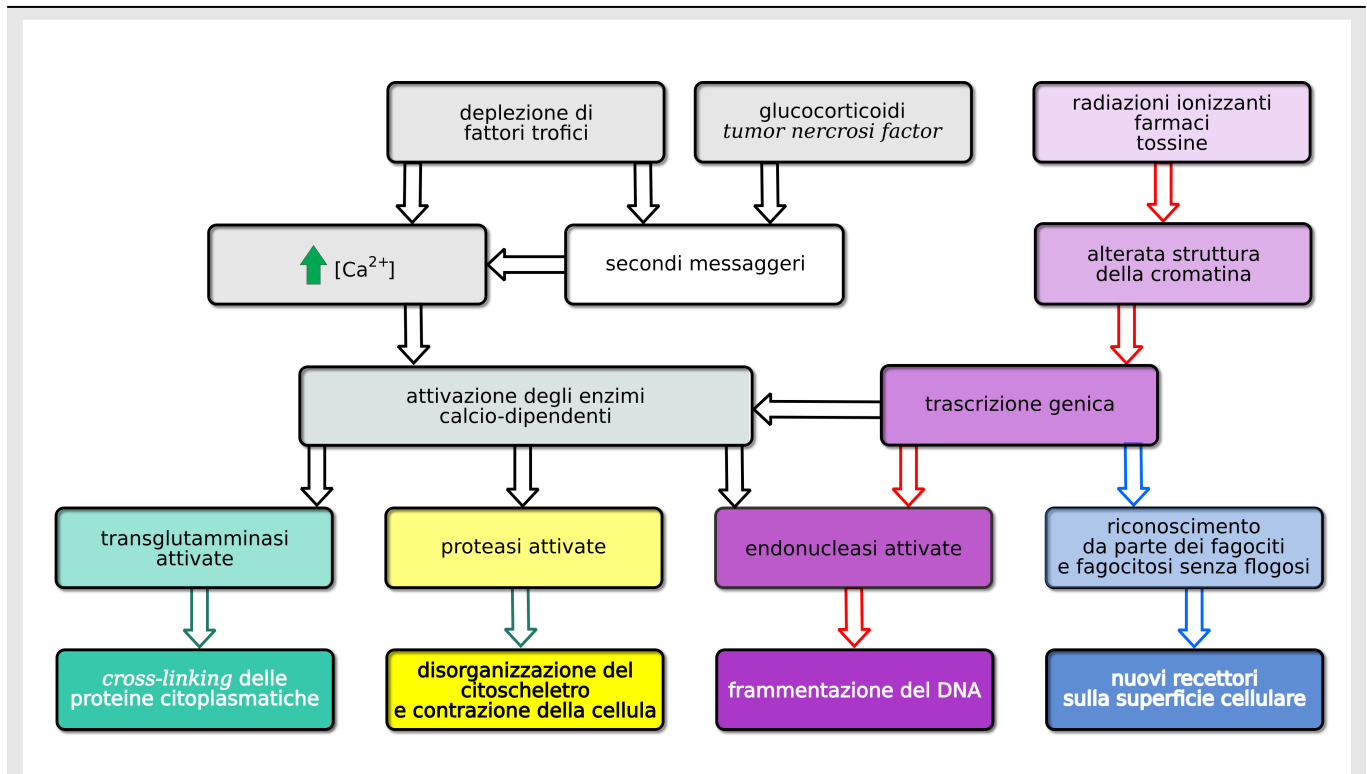 deplezione di
fattori trofici
glucocorticoidi
tumor nercrosi factor
radiazioni ionizzanti
farmaci
tossine
[Ca2+]
secondi messaggeri
alterata struttura
della cromatina
attivazione degli enzimi
calcio-dipendenti
trascrizione genica
transglutamminasi
attivate
proteasi attivate
endonucleasi attivate
riconoscimento
da parte dei fagociti
e fagocitosi senza flogosi
cross-linking delle
proteine citoplasmatiche
disorganizzazione del
citoscheletro
e contrazione della cellula
frammentazione del DNA
nuovi recettori
sulla superficie cellulare